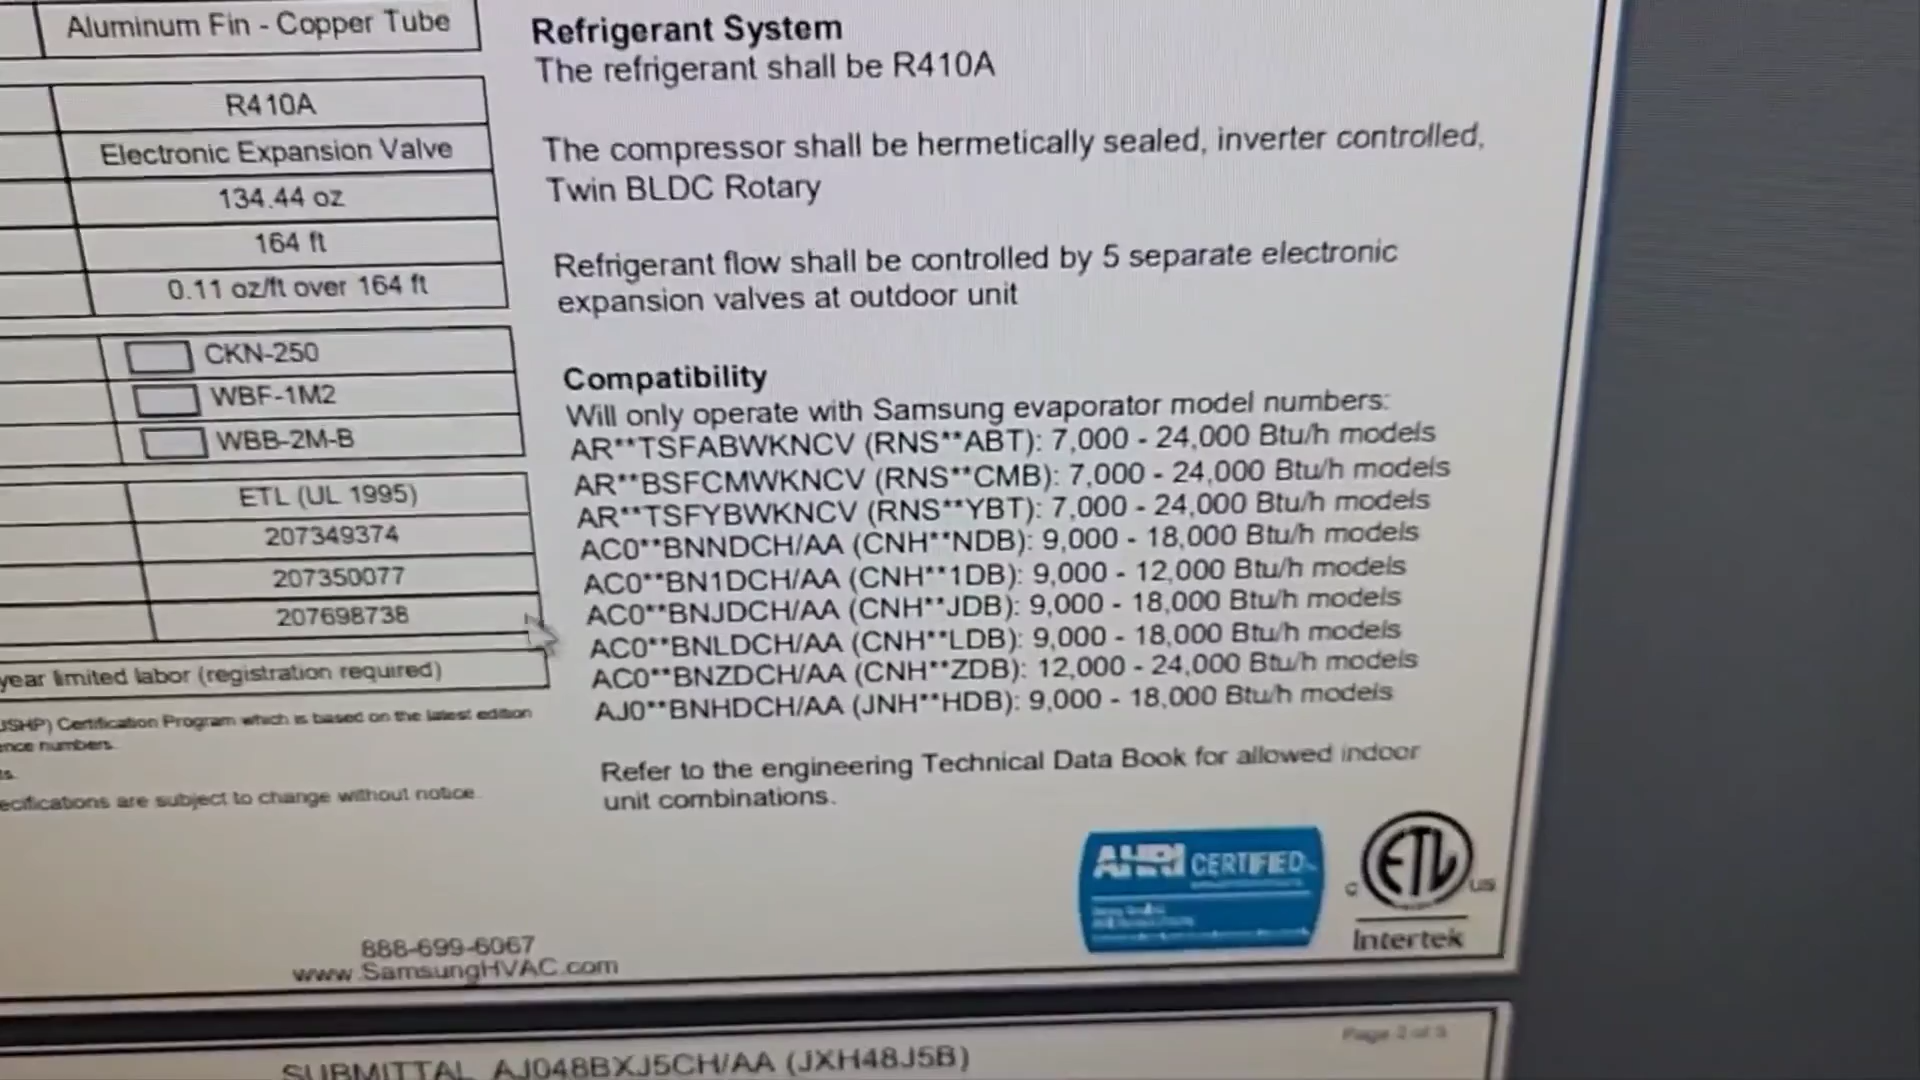 Aluminum Fin - Copper Tube
R410A
Electronic Expansion Valve
134.44 oz
164 ft
0.11 oz/ft over 164 ft
CKN-250
WBF-1M2
WBB-2M-B
ETL (UL 1995)
207349374
207350077
207698738
year limited labor (registration required)
USHP) Certification Program which is based on the latest edition
ence numbers.
ts.
ecifications are subject to change without notice.
888-699-6067
www.SamsungHVAC.com
Refrigerant System
The refrigerant shall be R410A
The compressor shall be hermetically sealed, inverter controlled,
Twin BLDC Rotary
Refrigerant flow shall be controlled by 5 separate electronic
expansion valves at outdoor unit
Compatibility
Will only operate with Samsung evaporator model numbers:
AR**TSFABWKNCV (RNS**ABT): 7,000 - 24,000 Btu/h models
AR**BSFCMWKNCV (RNS**CMB): 7,000 - 24,000 Btu/h models
AR**TSFYBWKNCV (RNS**YBT): 7,000 - 24,000 Btu/h models
AC0**BNNDCH/AA (CNH**NDB): 9,000 - 18,000 Btu/h models
AC0**BN1DCH/AA (CNH**1DB): 9,000 - 12,000 Btu/h models
AC0**BNJDCH/AA (CNH**JDB): 9,000 - 18,000 Btu/h models
AC0**BNLDCH/AA (CNH**LDB): 9,000 - 18,000 Btu/h models
AC0**BNZDCH/AA (CNH**ZDB): 12,000 - 24,000 Btu/h models
AJ0**BNHDCH/AA (JNH**HDB): 9,000 - 18,000 Btu/h models
Refer to the engineering Technical Data Book for allowed indoor
unit combinations.
AHRI CERTIFIED
C ETL US
Intertek
Page 2 of 5
SUBMITTAL AJ048BXJ5CH/AA (JXH48J5B)